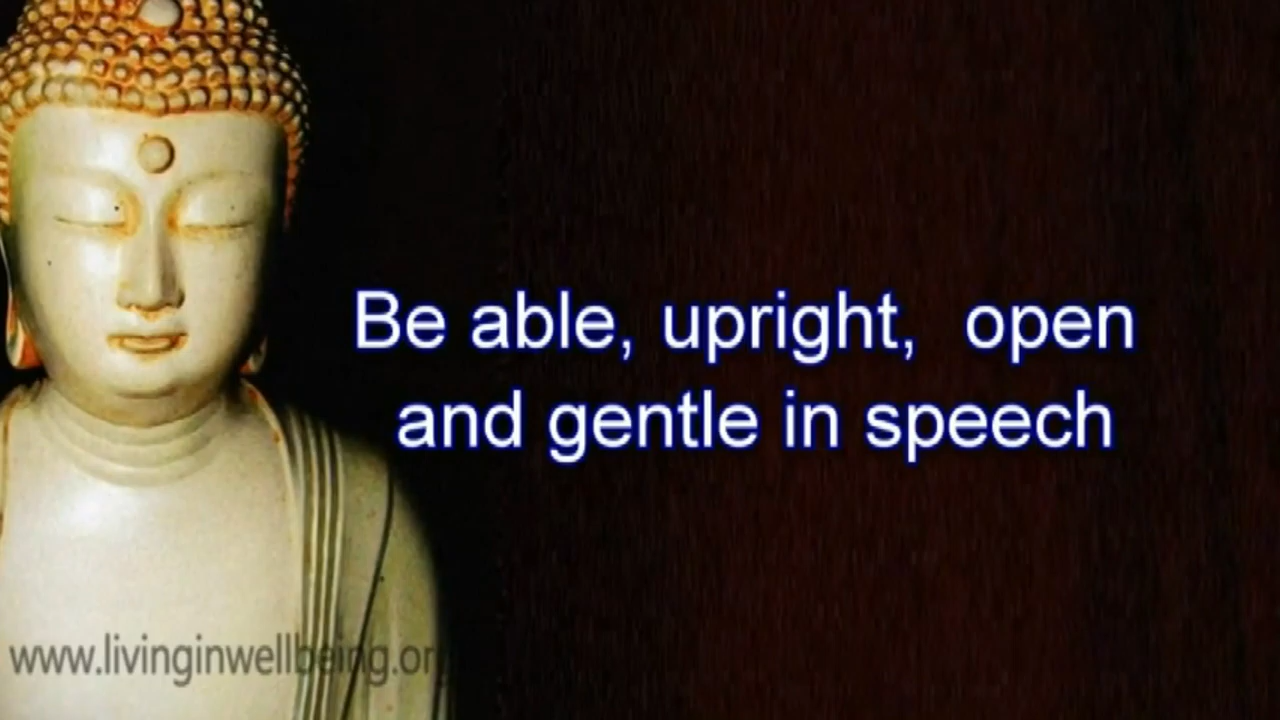 Be able, upright,  open
and gentle in speech
www.livinginwellbeing.org